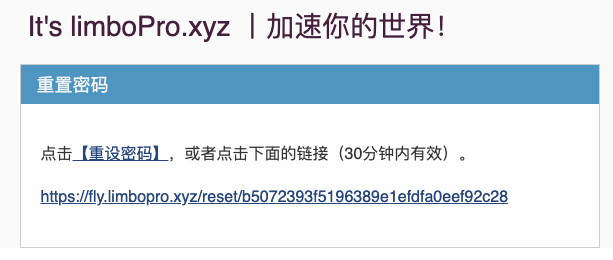 It's limboPro.xyz ｜加速你的世界！
重置密码
点击【重设密码】，或者点击下面的链接（30分钟内有效）。
https://fly.limbopro.xyz/reset/b5072393f5196389e1efdfa0eef92c28